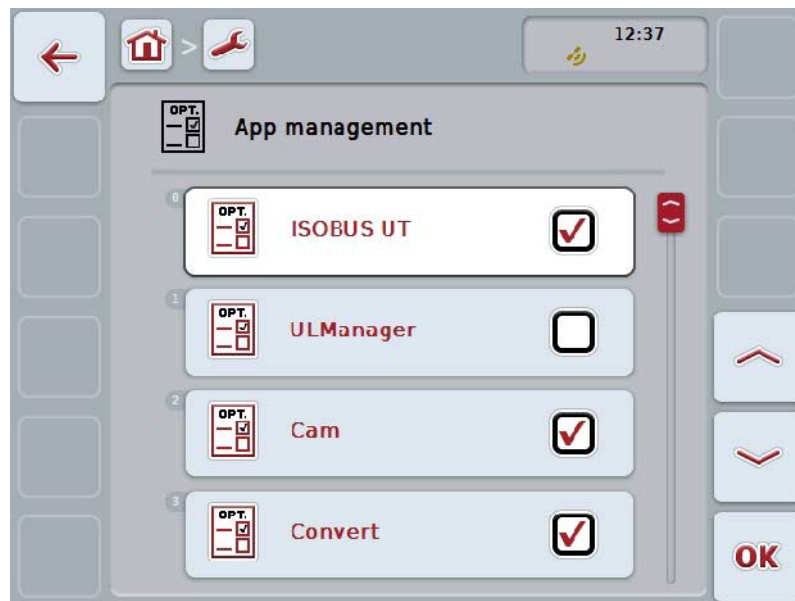 12:37
OPT.
App management
0
OPT.
ISOBUS UT
1
OPT.
ULManager
2
OPT.
Cam
3
OPT.
Convert
OK